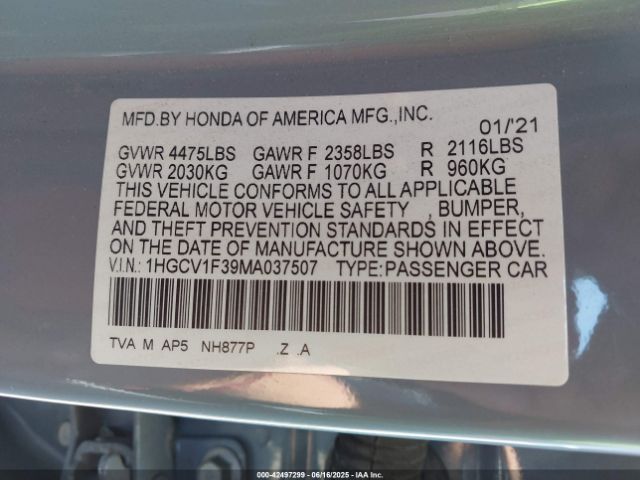 MFD.BY HONDA OF AMERICA MFG.,INC.
01/'21
GVWR 4475LBS GAWR F 2358LBS R 2116LBS
GVWR 2030KG GAWR F 1070KG R 960KG
THIS VEHICLE CONFORMS TO ALL APPLICABLE
FEDERAL MOTOR VEHICLE SAFETY , BUMPER,
AND THEFT PREVENTION STANDARDS IN EFFECT
ON THE DATE OF MANUFACTURE SHOWN ABOVE.
V.I.N.: 1HGCV1F39MA037507 TYPE: PASSENGER CAR
TVA M AP5 NH877P .Z .A
000-42497299 - 06/16/2025 - IAA Inc.